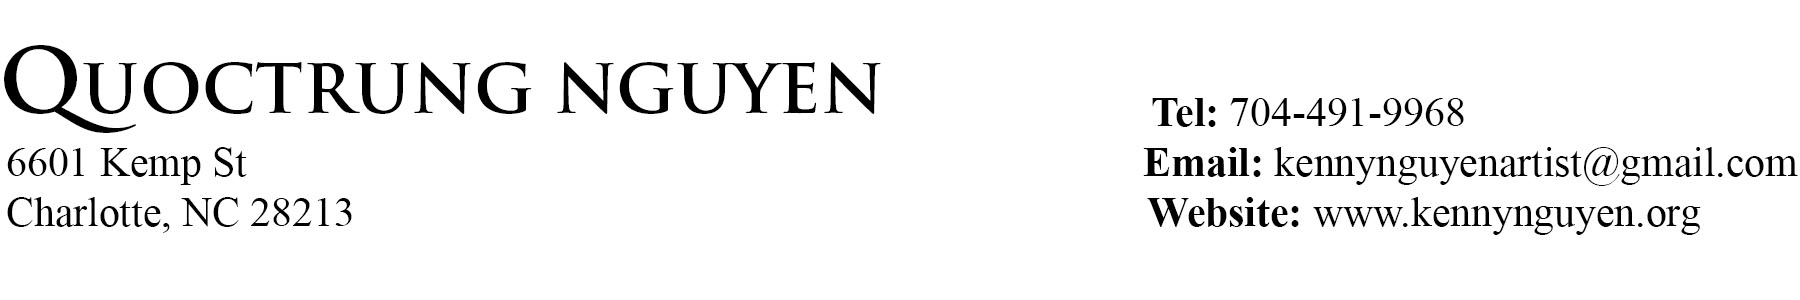 QUOCTRUNG NGUYEN
6601 Kemp St
Charlotte, NC 28213
Tel: 704-491-9968
Email: kennynguyenartist@gmail.com
Website: www.kennynguyen.org